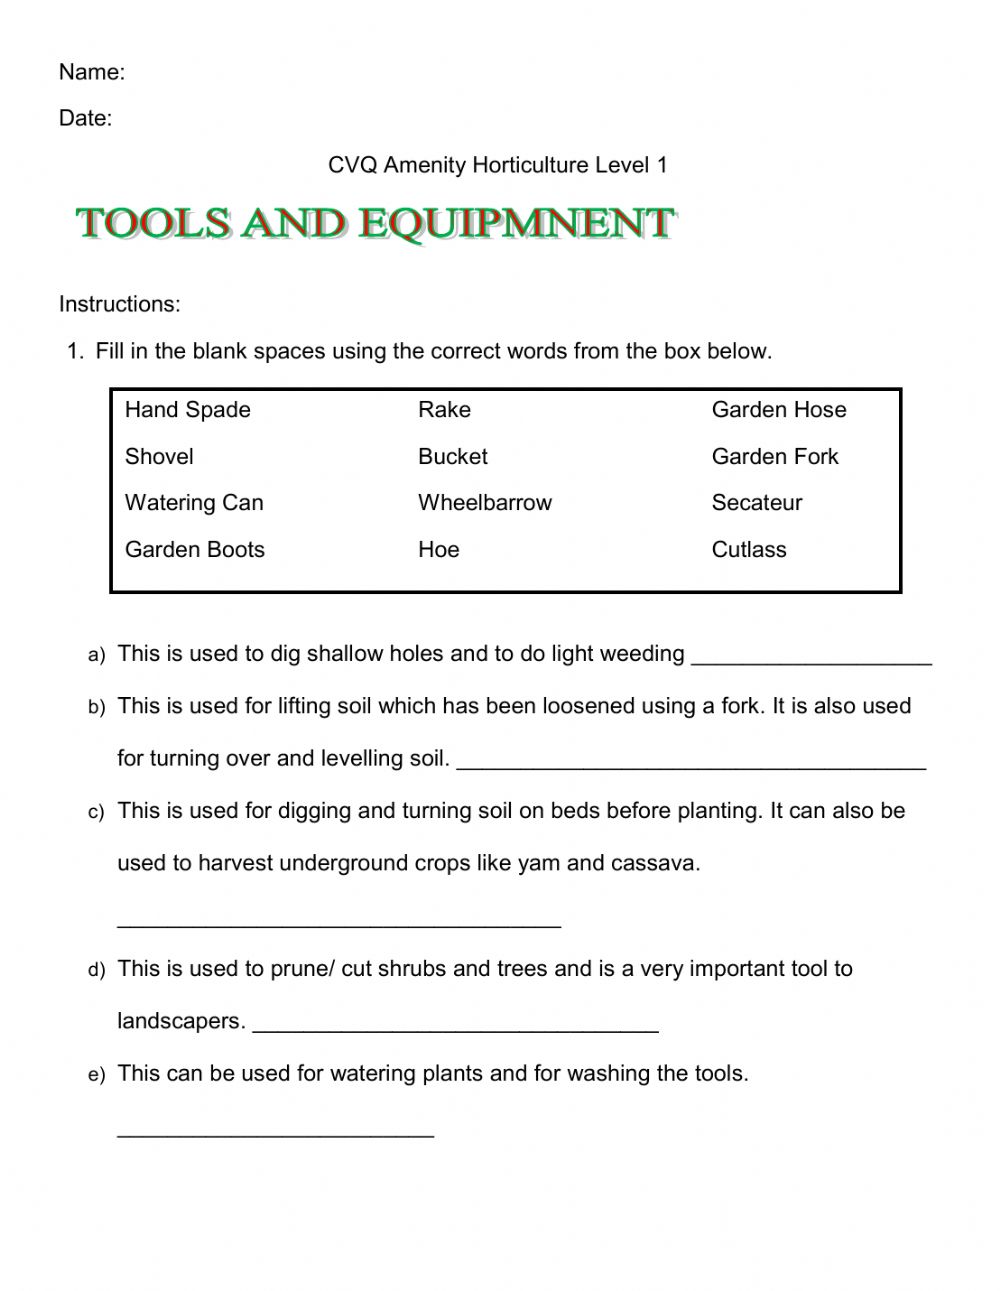 Name:
Date:
CVQ Amenity Horticulture Level 1
TOOLS AND EQUIPMNENT
Instructions:
1. Fill in the blank spaces using the correct words from the box below.
Hand Spade Rake Garden Hose
Shovel Bucket Garden Fork
Watering Can Wheelbarrow Secateur
Garden Boots Hoe Cutlass
a) This is used to dig shallow holes and to do light weeding ____________________
b) This is used for lifting soil which has been loosened using a fork. It is also used
for turning over and levelling soil. _______________________________________
c) This is used for digging and turning soil on beds before planting. It can also be
used to harvest underground crops like yam and cassava.
_____________________________________
d) This is used to prune/ cut shrubs and trees and is a very important tool to
landscapers. __________________________________
e) This can be used for watering plants and for washing the tools.
__________________________